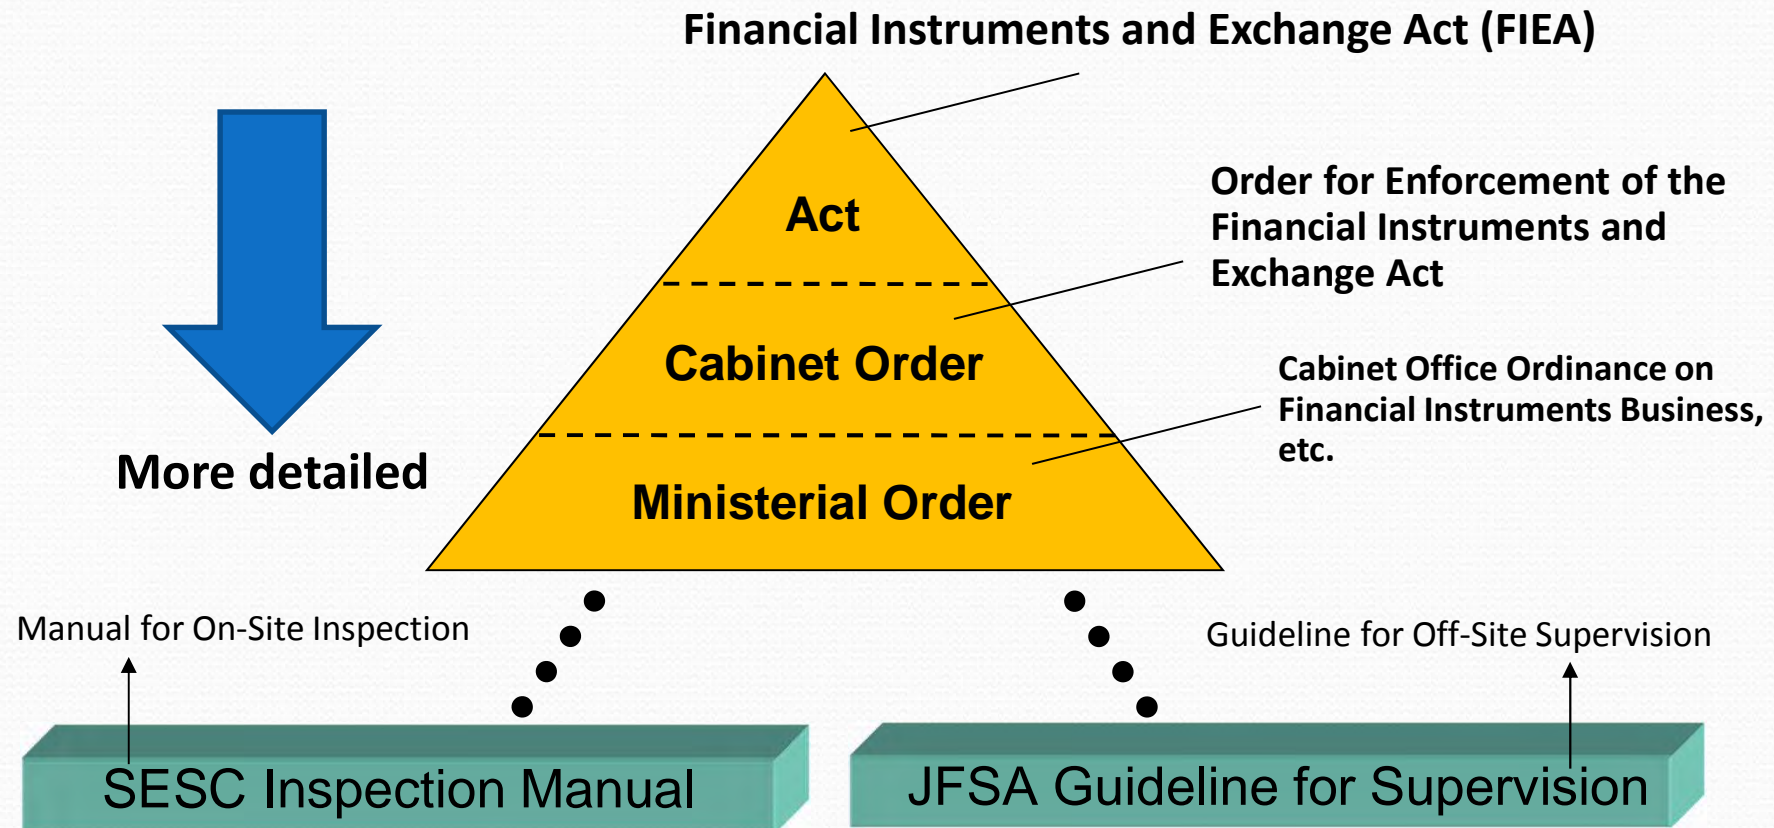 Financial Instruments and Exchange Act (FIEA)
Act
Order for Enforcement of the
Financial Instruments and
Exchange Act
Cabinet Order
Cabinet Office Ordinance on
Financial Instruments Business,
etc.
More detailed
Ministerial Order
Manual for On-Site Inspection
Guideline for Off-Site Supervision
SESC Inspection Manual
JFSA Guideline for Supervision